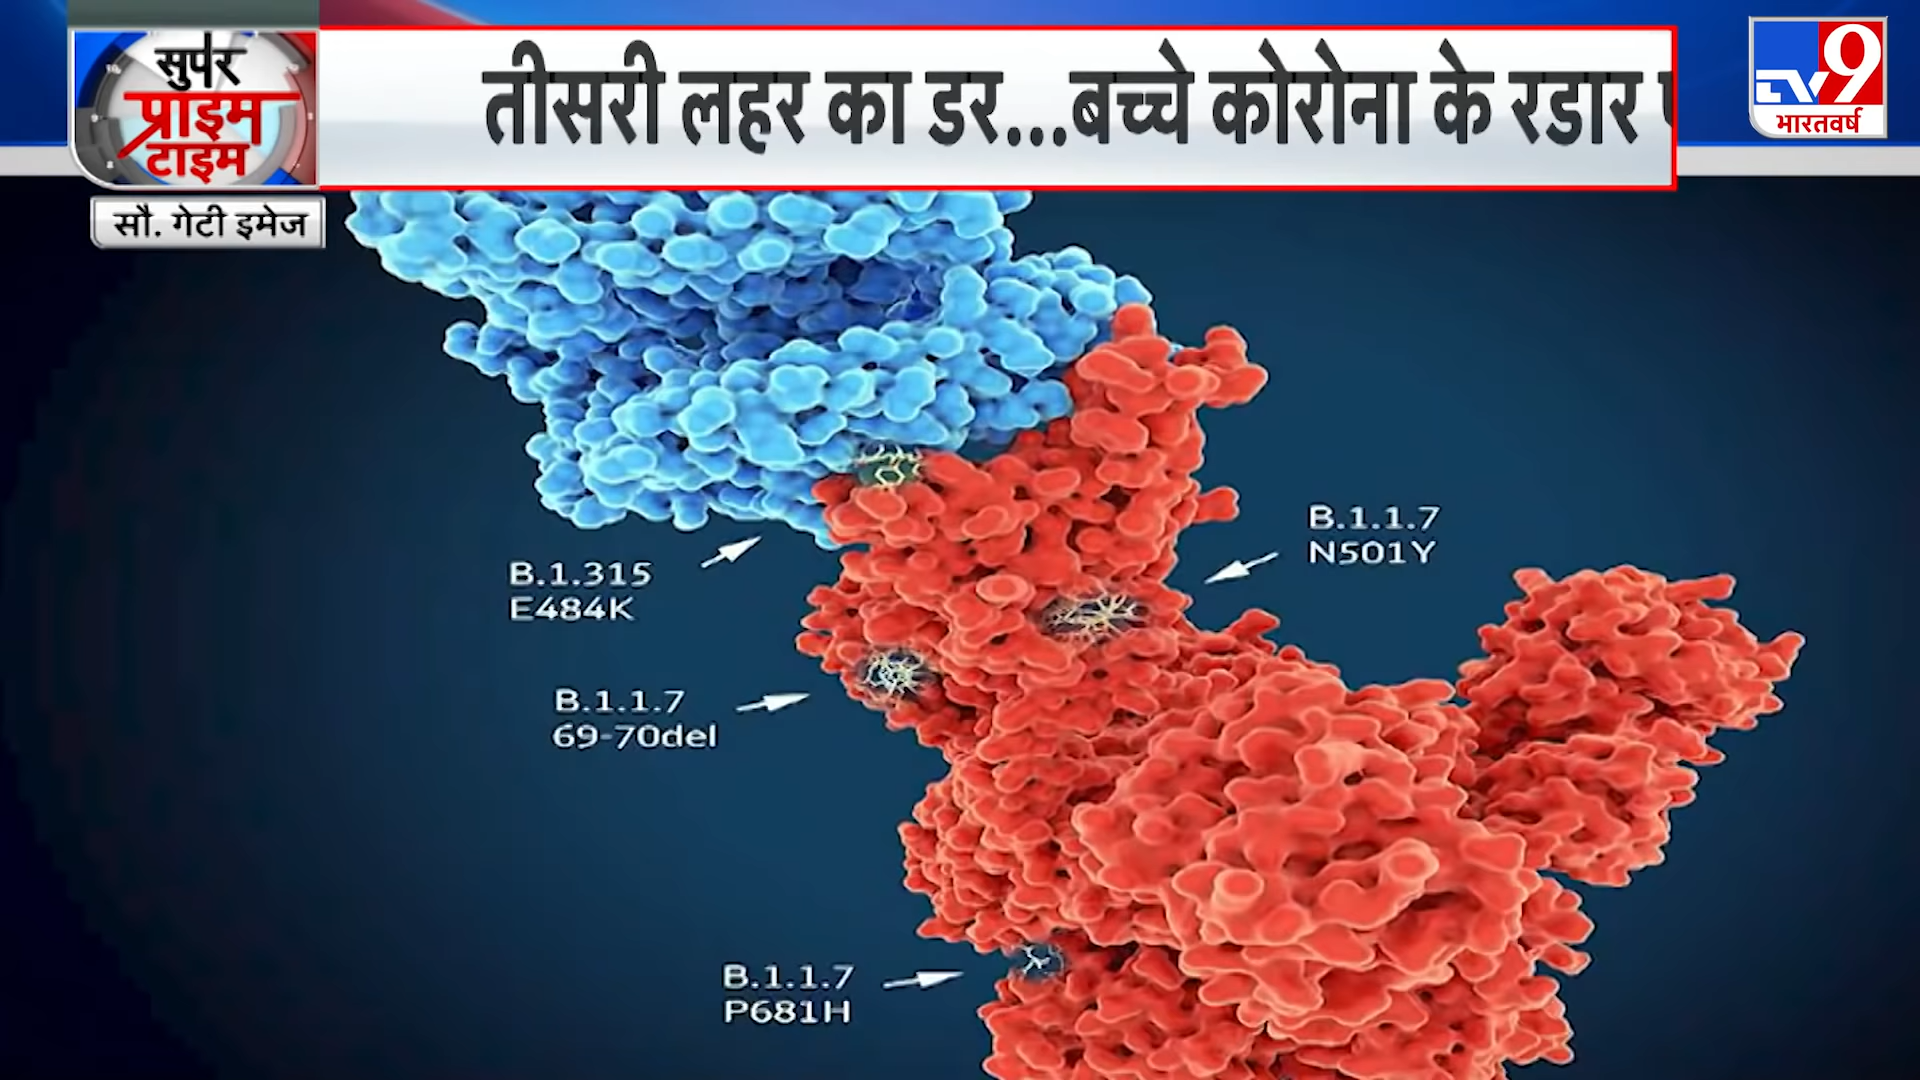 सुपर
प्राइम
टाइम
तीसरी लहर का डर...बच्चे कोरोना के रडार
TV9
भारतवर्ष
सौ. गेटी इमेज
B.1.1.7
N501Y
B.1.315
E484K
B.1.1.7
69-70del
B.1.1.7
P681H